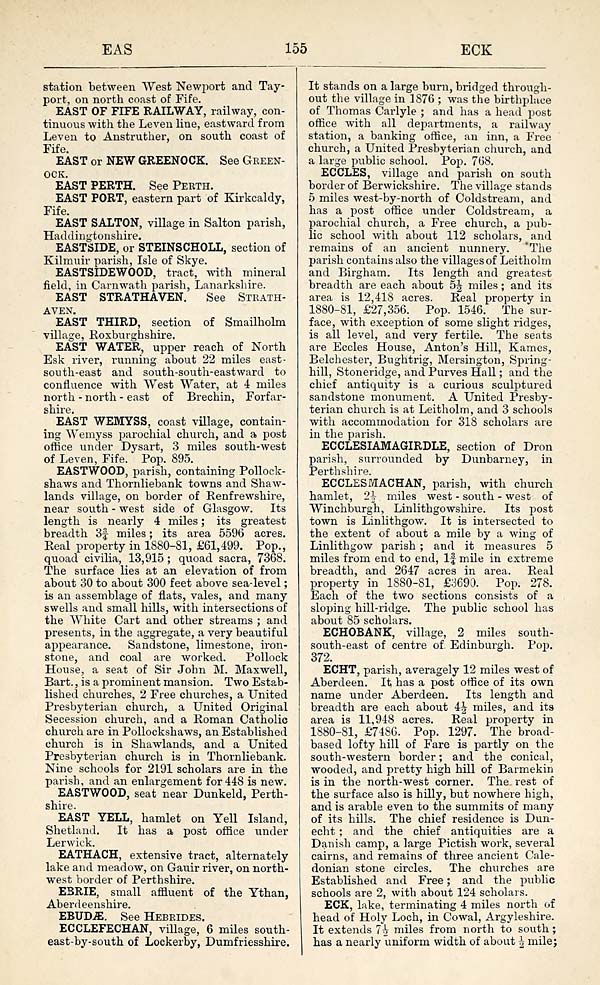 EAS 155 ECK
station between West Newport and Tay-
port, on north coast of Fife.
EAST OF FIFE RAILWAY, railway, con-
tinuous with the Leven line, eastward from
Leven to Anstruther, on south coast of
Fife.
EAST or NEW GREENOCK. See GREEN-
OCK.
EAST PERTH. See PERTH.
EAST PORT, eastern part of Kirkcaldy,
Fife.
EAST SALTON, village in Salton parish,
Haddingtonshire.
EASTSIDE, or STEINSCHOLL, section of
Kilmuir parish, Isle of Skye.
EASTSIDEWOOD, tract, with mineral
field, in Carnwath parish, Lanarkshire.
EAST STRATHAVEN. See STRATH-
AVEN.
EAST THIRD, section of Smailholm
village, Roxburghshire.
EAST WATER, upper reach of North
Esk river, running about 22 miles east-
south-east and south-south-eastward to
confluence with West Water, at 4 miles
north - north - east of Brechin, Forfar-
shire.
EAST WEMYSS, coast village, contain-
ing Wemyss parochial church, and a post
office under Dysart, 3 miles south-west
of Leven, Fife. Pop. 895.
EASTWOOD, parish, containing Pollock-
shaws and Thornliebank towns and Shaw-
lands village, on border of Renfrewshire,
near south - west side of Glasgow. Its
length is nearly 4 miles; its greatest
breadth 3¾ miles; its area 5596 acres.
Real property in 1880-81, £61,499. Pop.,
quoad civilia, 13,915; quoad sacra, 7368.
The surface lies at an elevation of from
about 30 to about 300 feet above sea-level;
is an assemblage of flats, vales, and many
swells and small hills, with intersections of
the White Cart and other streams; and
presents, in the aggregate, a very beautiful
appearance. Sandstone, limestone, iron-
stone, and coal are worked. Pollock
House, a seat of Sir John M. Maxwell,
Bart., is a prominent mansion. Two Estab-
lished churches, 2 Free churches, a United
Presbyterian church, a United Original
Secession church, and a Roman Catholic
church are in Pollockshaws, an Established
church is in Shawlands, and a United
Presbyterian church is in Thornliebank.
Nine schools for 2191 scholars are in the
parish, and an enlargement for 448 is new.
EASTWOOD, seat near Dunkeld, Perth-
shire.
EAST YELL, hamlet on Yell Island,
Shetland. It has a post office under
Lerwick.
EATHACH, extensive tract, alternately
lake and meadow, on Gauir river, on north-
west border of Perthshire.
EBRIE, small affluent of the Ythan,
Aberdeenshire.
EBUDÆ. See HEBRIDES.
ECCLEFECHAN, village, 6 miles south-
east-by-south of Lockerby, Dumfriesshire.
It stands on a large burn, bridged through-
out the village in 1876; was the birthplace
of Thomas Carlyle; and has a head post
office with all departments, a railway
station, a banking office, an inn, a Free
church, a United Presbyterian church, and
a large public school. Pop. 768.
ECCLES, village and parish on south
border of Berwickshire. The village stands
5 miles west-by-north of Coldstream, and
has a post office under Coldstream, a
parochial church, a Free church, a pub-
lic school with about 112 scholars, and
remains of an ancient nunnery. The
parish contains also the villages of Leitholm
and Birgham. Its length and greatest
breadth are each about 5½ miles; and its
area is 12,418 acres. Real property in
1880-81, £27,356. Pop. 1546. The sur-
face, with exception of some slight ridges,
is all level, and very fertile. The seats
are Eccles House, Anton's Hill, Kames,
Belchester, Bughtrig, Mersington, Spring-
hill, Stoneridge, and Purves Hall; and the
chief antiquity is a curious sculptured
sandstone monument. A United Presby-
terian church is at Leitholm, and 3 schools
with accommodation for 318 scholars are
in the parish.
ECCLESIAMAGIRDLE, section of Dron
parish, surrounded by Dunbarney, in
Perthshire.
ECCLESMACHAN, parish, with church
hamlet, 2½ miles west - south - west of
Winchburgh, Linlithgowshire. Its post
town is Linlithgow. It is intersected to
the extent of about a mile by a wing of
Linlithgow parish; and it measures 5
miles from end to end, 1¾ mile in extreme
breadth, and 2647 acres in area. Real
property in 1880-81, £3690. Pop. 278.
Each of the two sections consists of a
sloping hill-ridge. The public school has
about 85 scholars.
ECHOBANK, village, 2 miles south-
south-east of centre of Edinburgh. Pop.
372.
ECHT, parish, averagely 12 miles west of
Aberdeen. It has a post office of its own
name under Aberdeen. Its length and
breadth are each about 4½ miles, and its
area is 11,948 acres. Real property in
1880-81, £7486. Pop. 1297. The broad-
based lofty hill of Fare is partly on the
south-western border; and the conical,
wooded, and pretty high hill of Barmekin
is in the north-west corner. The rest of
the surface also is hilly, but nowhere high,
and is arable even to the summits of many
of its hills. The chief residence is Dun-
echt; and the chief antiquities are a
Danish camp, a large Pictish work, several
cairns, and remains of three ancient Cale-
donian stone circles. The churches are
Established and Free; and the public
schools are 2, with about 124 scholars.
ECK, lake, terminating 4 miles north of
head of Holy Loch, in Cowal, Argyleshire.
It extends 7½ miles from north to south;
has a nearly uniform width of about ½ mile;